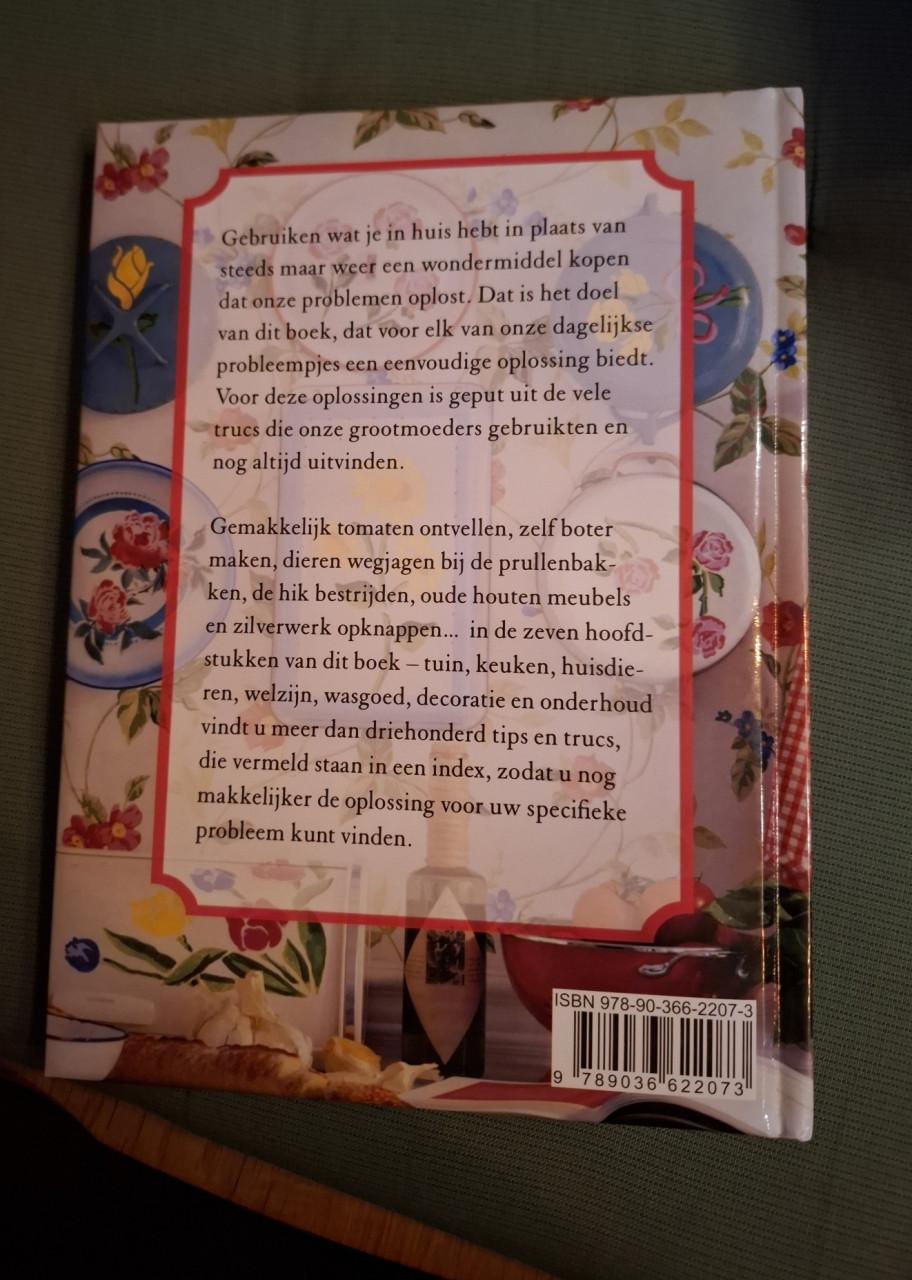 Gebruiken wat je in huis hebt in plaats van
steeds maar weer een wondermiddel kopen
dat onze problemen oplost. Dat is het doel
van dit boek, dat voor elk van onze dagelijkse
probleempjes een eenvoudige oplossing biedt.
Voor deze oplossingen is geput uit de vele
trucs die onze grootmoeders gebruikten en
nog altijd uitvinden.
Gemakkelijk tomaten ontvellen, zelf boter
maken, dieren wegjagen bij de prullenbak-
ken, de hik bestrijden, oude houten meubels
en zilverwerk opknappen... in de zeven hoofd-
stukken van dit boek – tuin, keuken, huisdie-
ren, welzijn, wasgoed, decoratie en onderhoud
vindt u meer dan driehonderd tips en trucs,
die vermeld staan in een index, zodat u nog
makkelijker de oplossing voor uw specifieke
probleem kunt vinden.
ISBN 978-90-366-2207-3
9 789036 622073